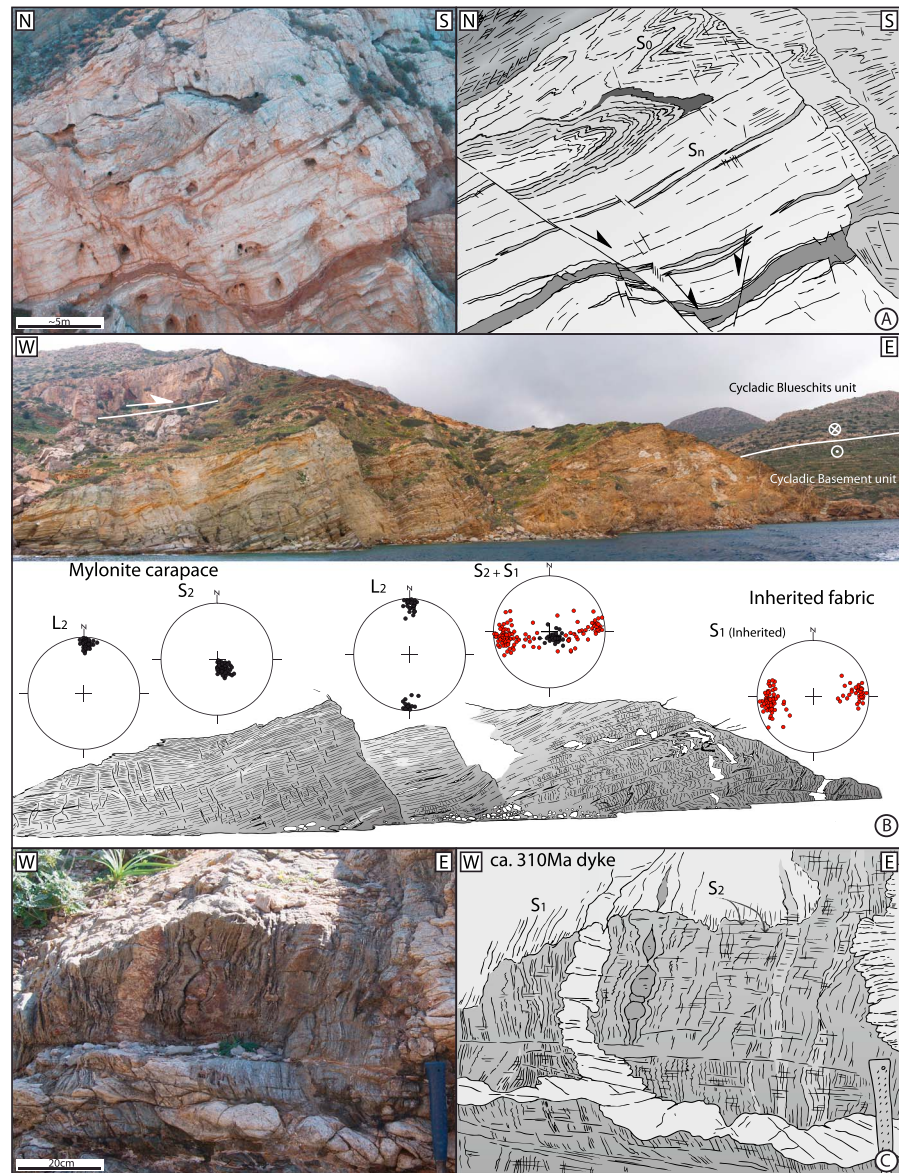 N
S
N
S
S0
Sn
~5m
A
W
E
Cycladic Blueschits unit
Cycladic Basement unit
Mylonite carapace
Inherited fabric
L2
N
S2
N
L2
N
S2 + S1
N
S1 (Inherited)
N
B
W
E
W
ca. 310Ma dyke
E
S1
S2
20cm
C